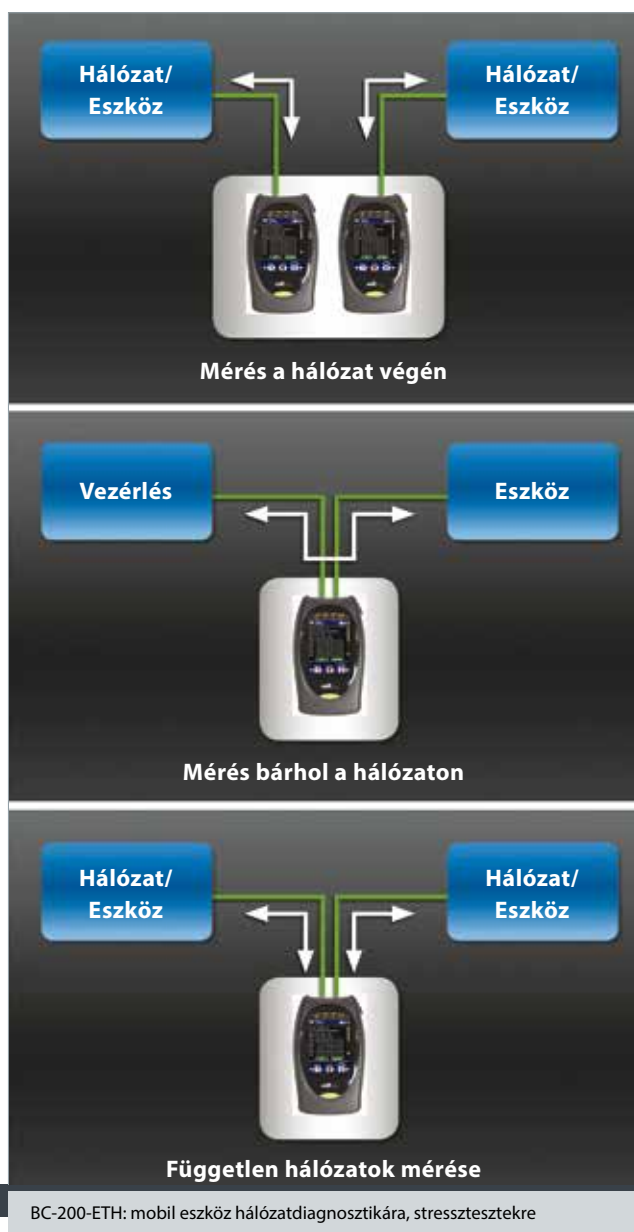 Hálózat/
Eszköz
Hálózat/
Eszköz
Mérés a hálózat végén
Vezérlés
Eszköz
Mérés bárhol a hálózaton
Hálózat/
Eszköz
Hálózat/
Eszköz
Független hálózatok mérése
BC-200-ETH: mobil eszköz hálózatdiagnosztikára, stressztesztekre